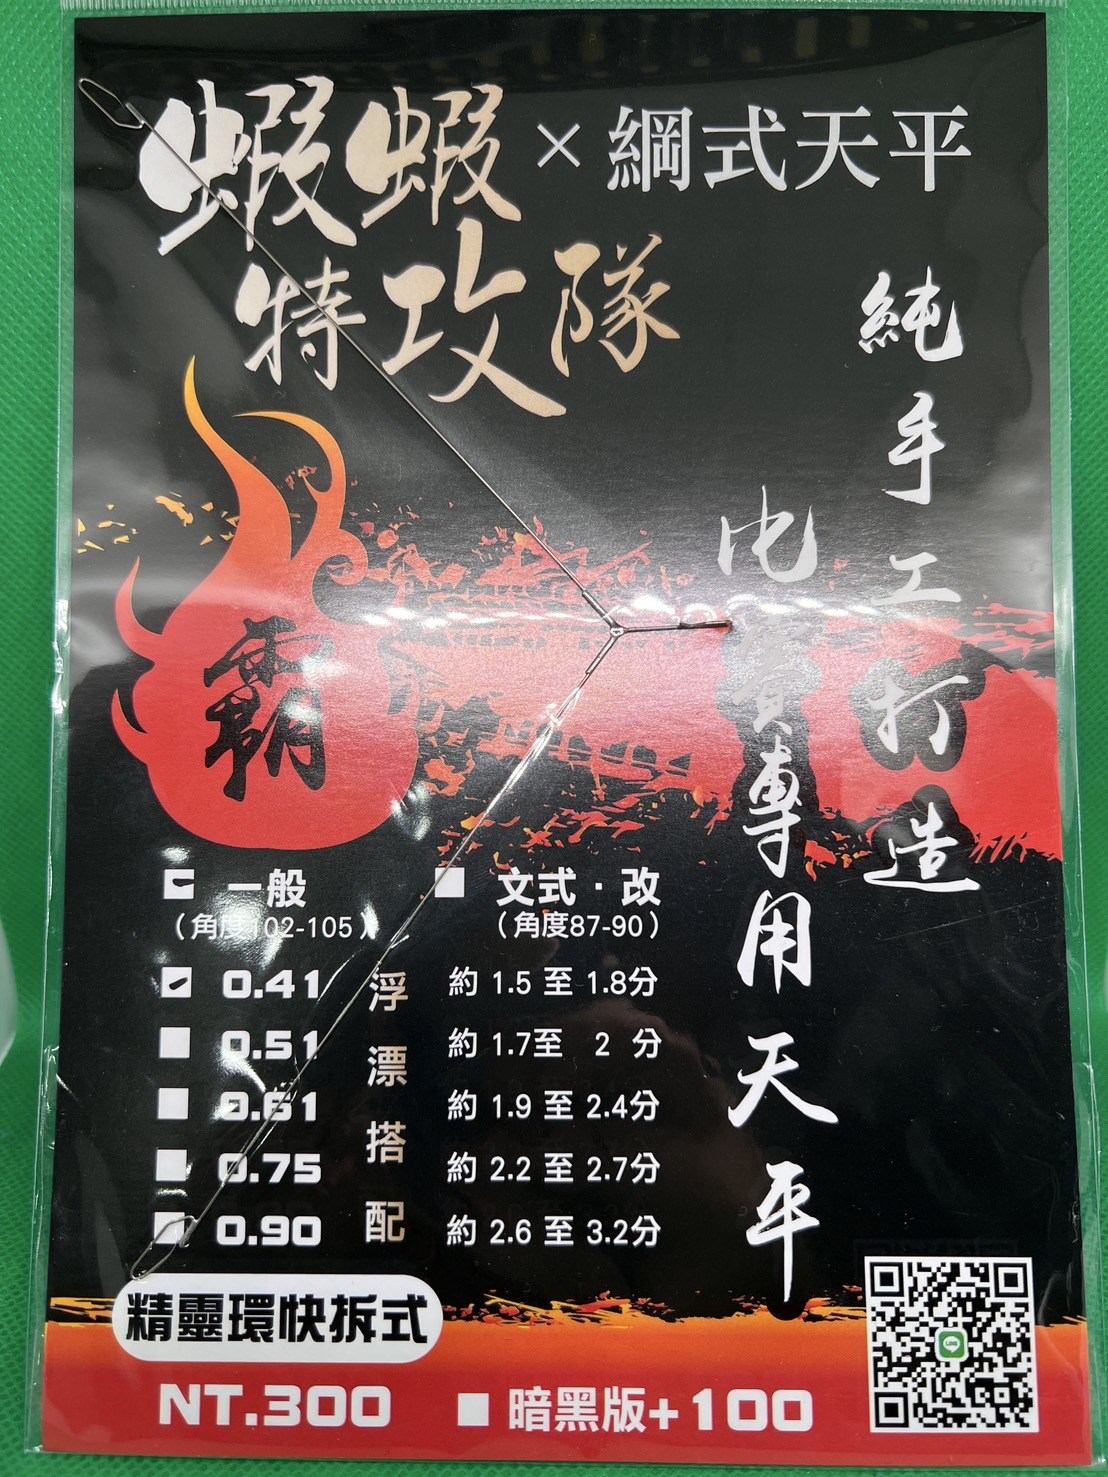 蝦蝦
特攻隊
×綱式天平
純手工打造
屯寶專用天平
霸
一般
（角度102-105）
文式·改
（角度87-90）
0.41
0.51
0.61
0.75
0.90
浮漂搭配
約 1.5 至 1.8分
約 1.7至 2 分
約 1.9 至 2.4分
約 2.2 至 2.7分
約 2.6 至 3.2分
精靈環快拆式
NT.300
暗黑版+100
LINE